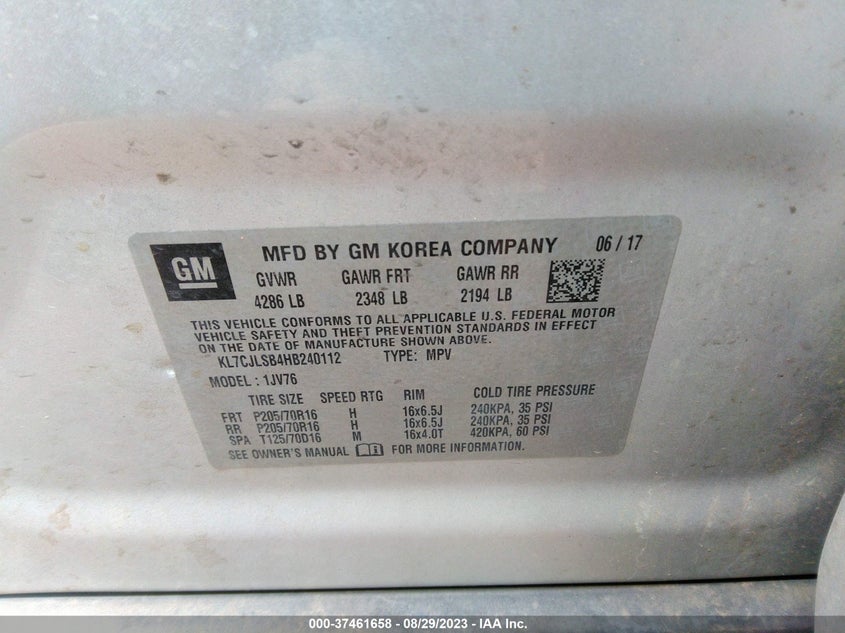 GM
MFD BY GM KOREA COMPANY 06 / 17
GVWR GAWR FRT GAWR RR
4286 LB 2348 LB 2194 LB
THIS VEHICLE CONFORMS TO ALL APPLICABLE U.S. FEDERAL MOTOR
VEHICLE SAFETY AND THEFT PREVENTION STANDARDS IN EFFECT
ON THE DATE OF MANUFACTURE SHOWN ABOVE.
KL7CJLSB4HB240112 TYPE: MPV
MODEL : 1JV76
TIRE SIZE SPEED RTG RIM COLD TIRE PRESSURE
FRT P205/70R16 H 16x6.5J 240KPA, 35 PSI
RR P205/70R16 H 16x6.5J 240KPA, 35 PSI
SPA T125/70D16 M 16x4.0T 420KPA, 60 PSI
SEE OWNER'S MANUAL FOR MORE INFORMATION.
000-37461658 - 08/29/2023 - IAA Inc.